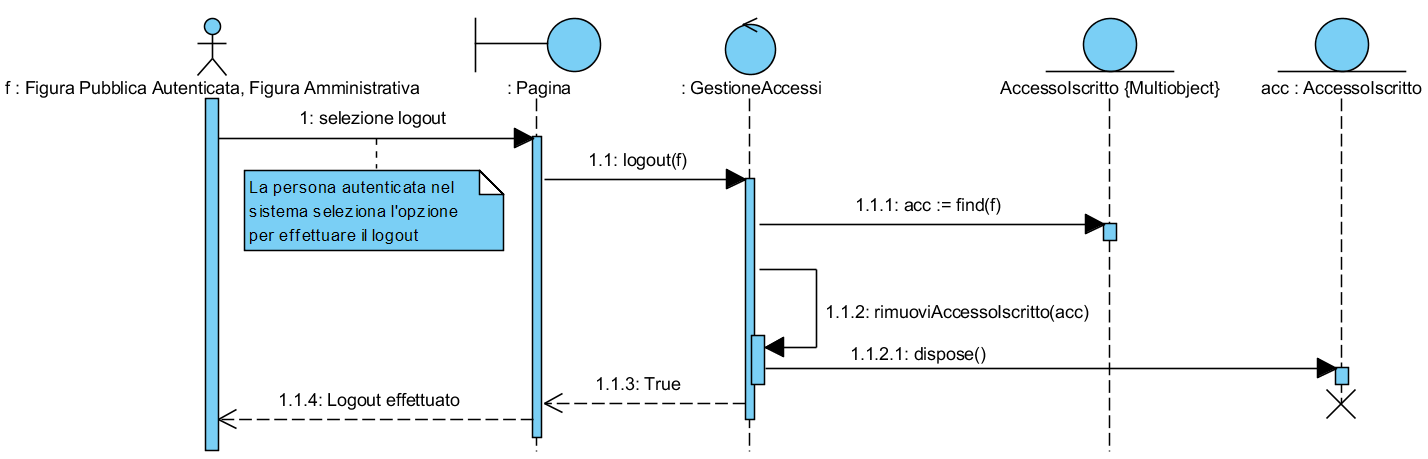 f : Figura Pubblica Autenticata, Figura Amministrativa
: Pagina
: GestioneAccessi
AccessoIscritto {Multiobject}
acc : AccessoIscritto
1: selezione logout
1.1: logout(f)
La persona autenticata nel
sistema seleziona l'opzione
per effettuare il logout
1.1.1: acc := find(f)
1.1.2: rimuoviAccessoIscritto(acc)
1.1.2.1: dispose()
1.1.3: True
1.1.4: Logout effettuato